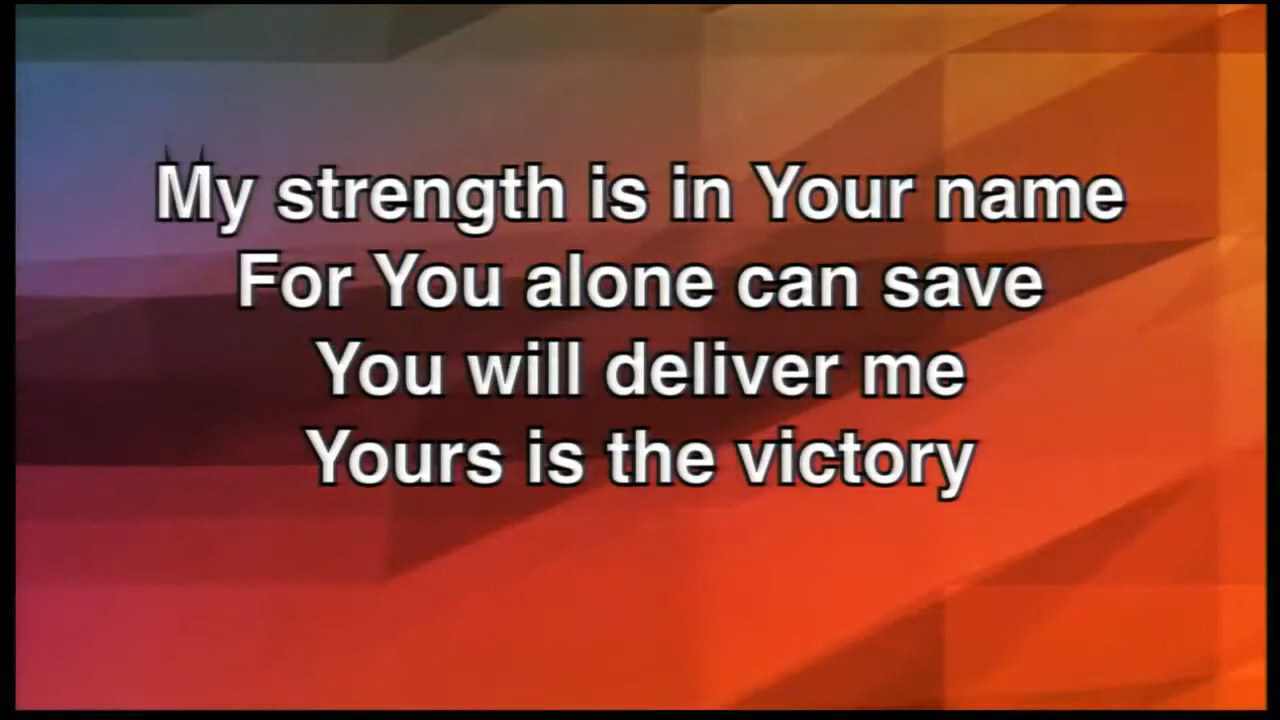 My strength is in Your name
For You alone can save
You will deliver me
Yours is the victory